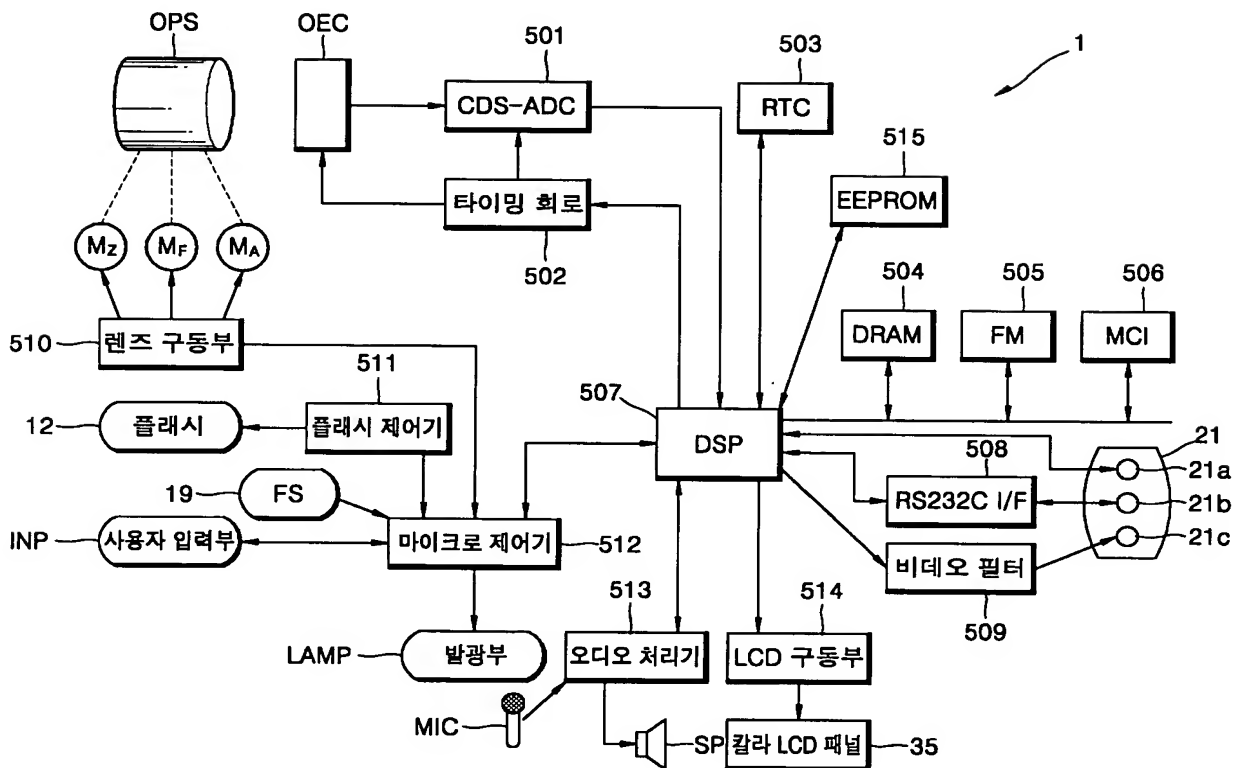 OPS
OEC
501
503
1
CDS-ADC
RTC
515
타이밍 회로
EEPROM
MZ
MF
MA
502
504
505
506
510
렌즈 구동부
DRAM
FM
MCI
511
507
12
플래시
플래시 제어기
DSP
508
21
21a
19
FS
RS232C I/F
21b
INP
사용자 입력부
마이크로 제어기
512
21c
비데오 필터
513
514
509
LAMP
발광부
오디오 처리기
LCD 구동부
MIC
SP
칼라 LCD 패널
35